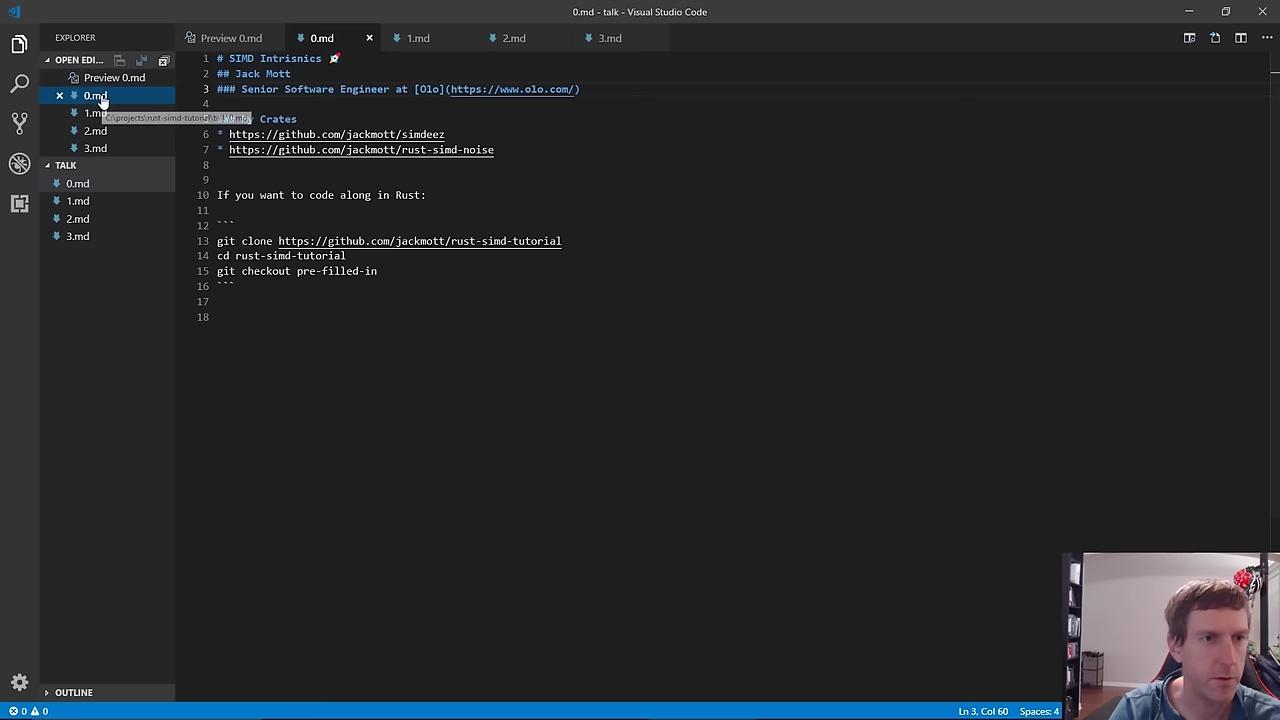 0.md - talk - Visual Studio Code
EXPLORER
Preview 0.md
0.md
1.md
2.md
3.md
OPEN EDI...
Preview 0.md
0.md
1.md
2.md
3.md
TALK
0.md
1.md
2.md
3.md
OUTLINE
1 # SIMD Intrisnics 🚀
2 ## Jack Mott
3 ### Senior Software Engineer at [Olo](https://www.olo.com/)
4
5 Crates
6 * https://github.com/jackmott/simdeez
7 * https://github.com/jackmott/rust-simd-noise
8
9
10 If you want to code along in Rust:
11
12 ```
13 git clone https://github.com/jackmott/rust-simd-tutorial
14 cd rust-simd-tutorial
15 git checkout pre-filled-in
16 ```
17
18
0 0
Ln 3, Col 60
Spaces: 4